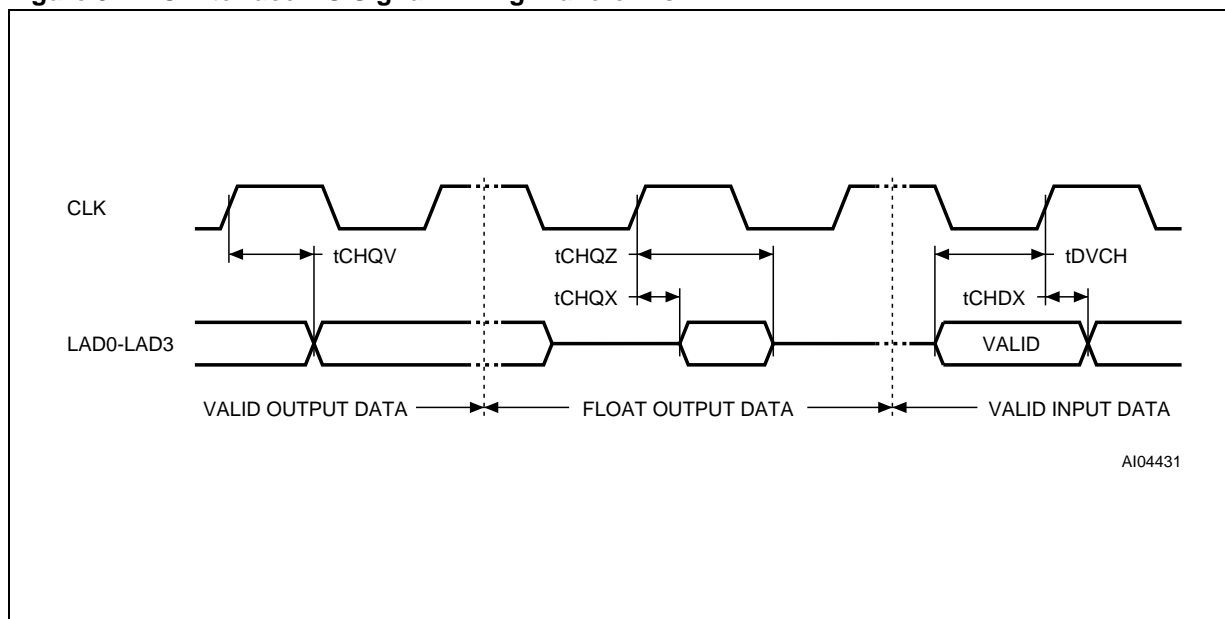 CLK
tCHQV
tCHQZ
tDVCH
tCHQX
tCHDX
LAD0-LAD3
VALID
VALID OUTPUT DATA
FLOAT OUTPUT DATA
VALID INPUT DATA
AI04431